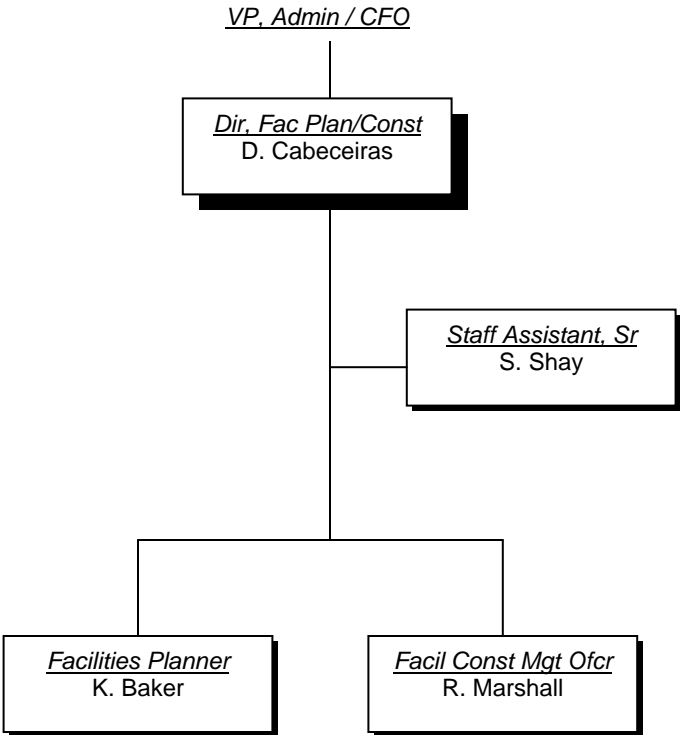 VP, Admin / CFO
Dir, Fac Plan/Const
D. Cabeceiras
Staff Assistant, Sr
S. Shay
Facilities Planner
K. Baker
Facil Const Mgt Ofcr
R. Marshall